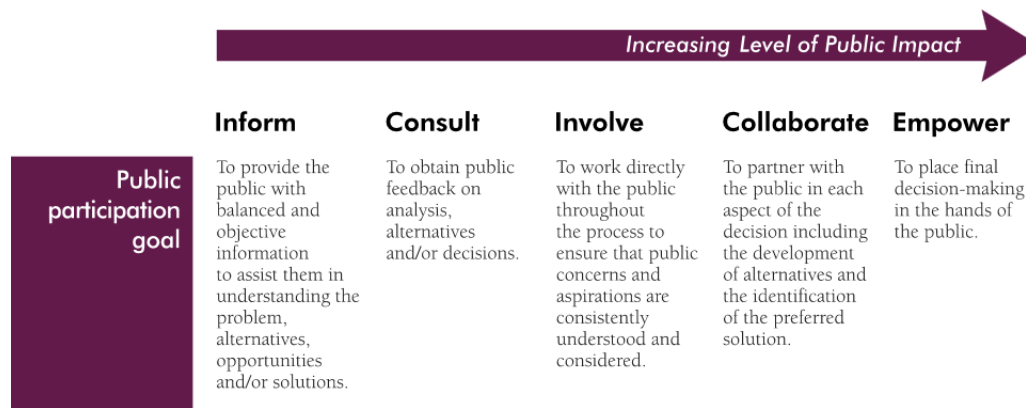 Increasing Level of Public Impact
Inform
Consult
Involve
Collaborate
Empower
Public
participation
goal
To provide the
public with
balanced and
objective
information
to assist them in
understanding the
problem,
alternatives,
opportunities
and/or solutions.
To obtain public
feedback on
analysis,
alternatives
and/or decisions.
To work directly
with the public
throughout
the process to
ensure that public
concerns and
aspirations are
consistently
understood and
considered.
To partner with
the public in each
aspect of the
decision including
the development
of alternatives and
the identification
of the preferred
solution.
To place final
decision-making
in the hands of
the public.